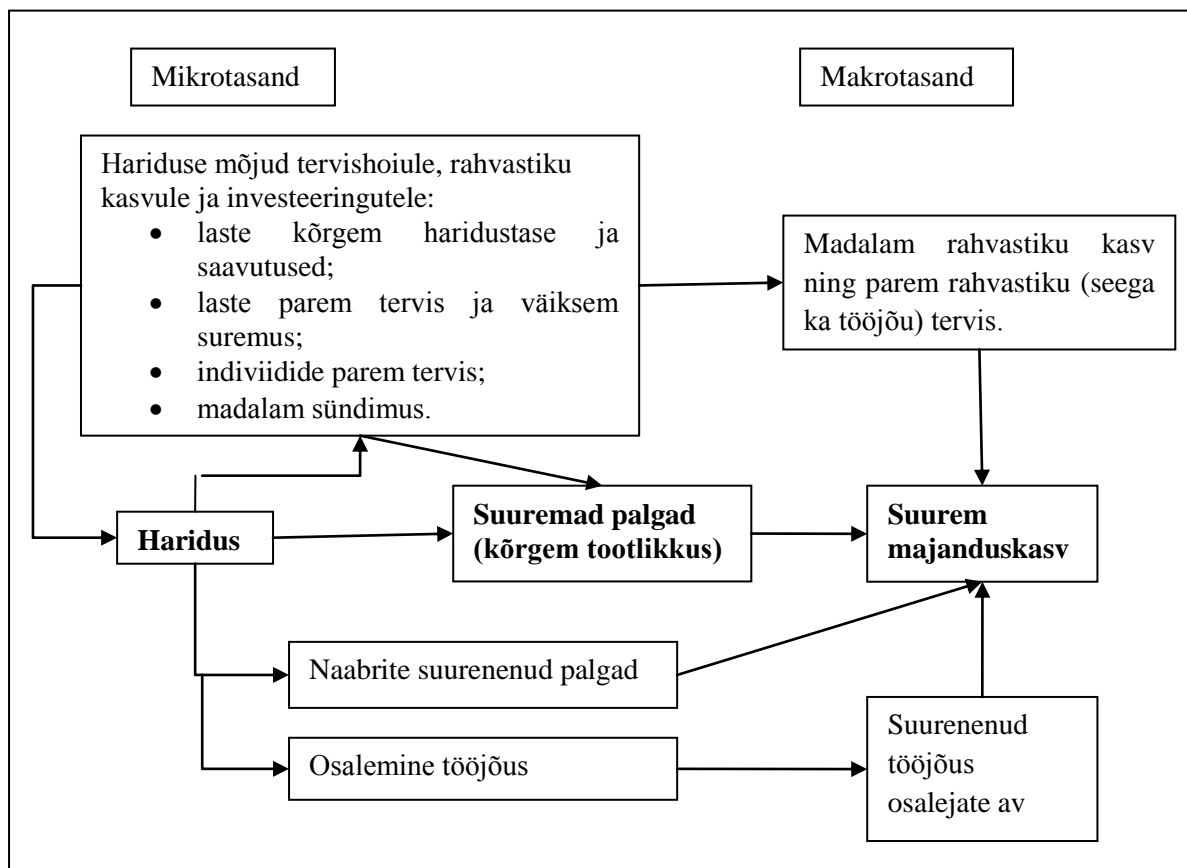 Mikrotasand
Makrotasand
Hariduse mõjud tervishoiule, rahvastiku
kasvule ja investeeringutele:
• laste kõrgem haridustase ja
saavutused;
• laste parem tervis ja väiksem
suremus;
• indiviidide parem tervis;
• madalam sündimus.
Madalam rahvastiku kasv
ning parem rahvastiku (seega
ka tööjõu) tervis.
Haridus
Suuremad palgad
(kõrgem tootlikkus)
Suurem
majanduskasv
Naabrite suurenenud palgad
Osalemine tööjõus
Suurenenud
tööjõus
osalejate av